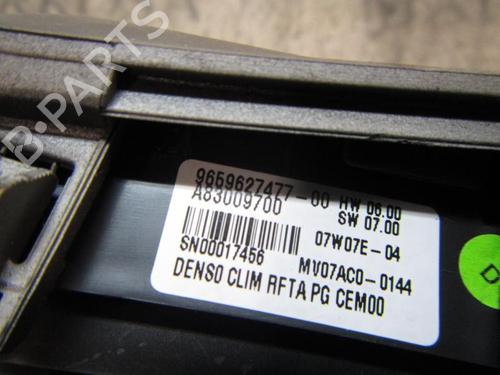 B-PARTS
9659627477-00 HW 06.00
A83009700 SW 07.00
07W07E-04
SN00017456 MV07AC0-0144
DENSO CLIM RFTA PG CEM00
D